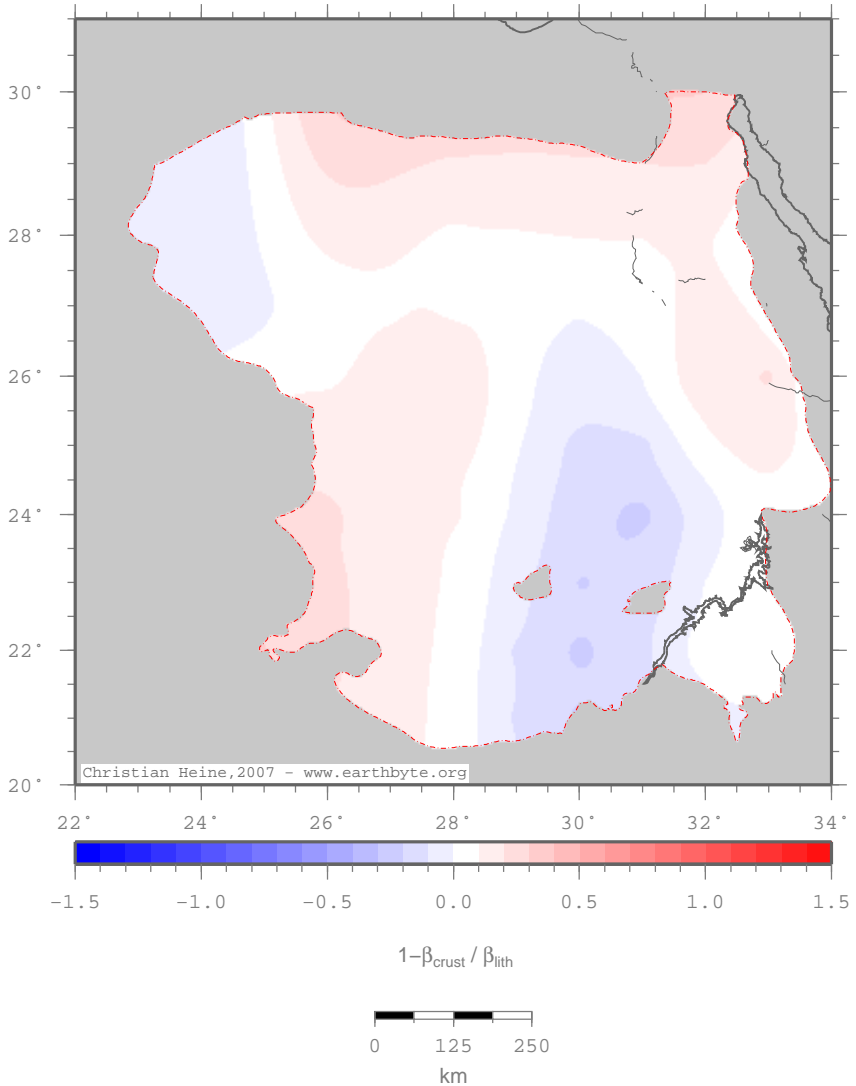 30°
28°
26°
24°
22°
20°
Christian Heine,2007 - www.earthbyte.org
22° 24° 26° 28° 30° 32° 34°
−1.5 −1.0 −0.5 0.0 0.5 1.0 1.5
1−βcrust / βlith
0 125 250
km